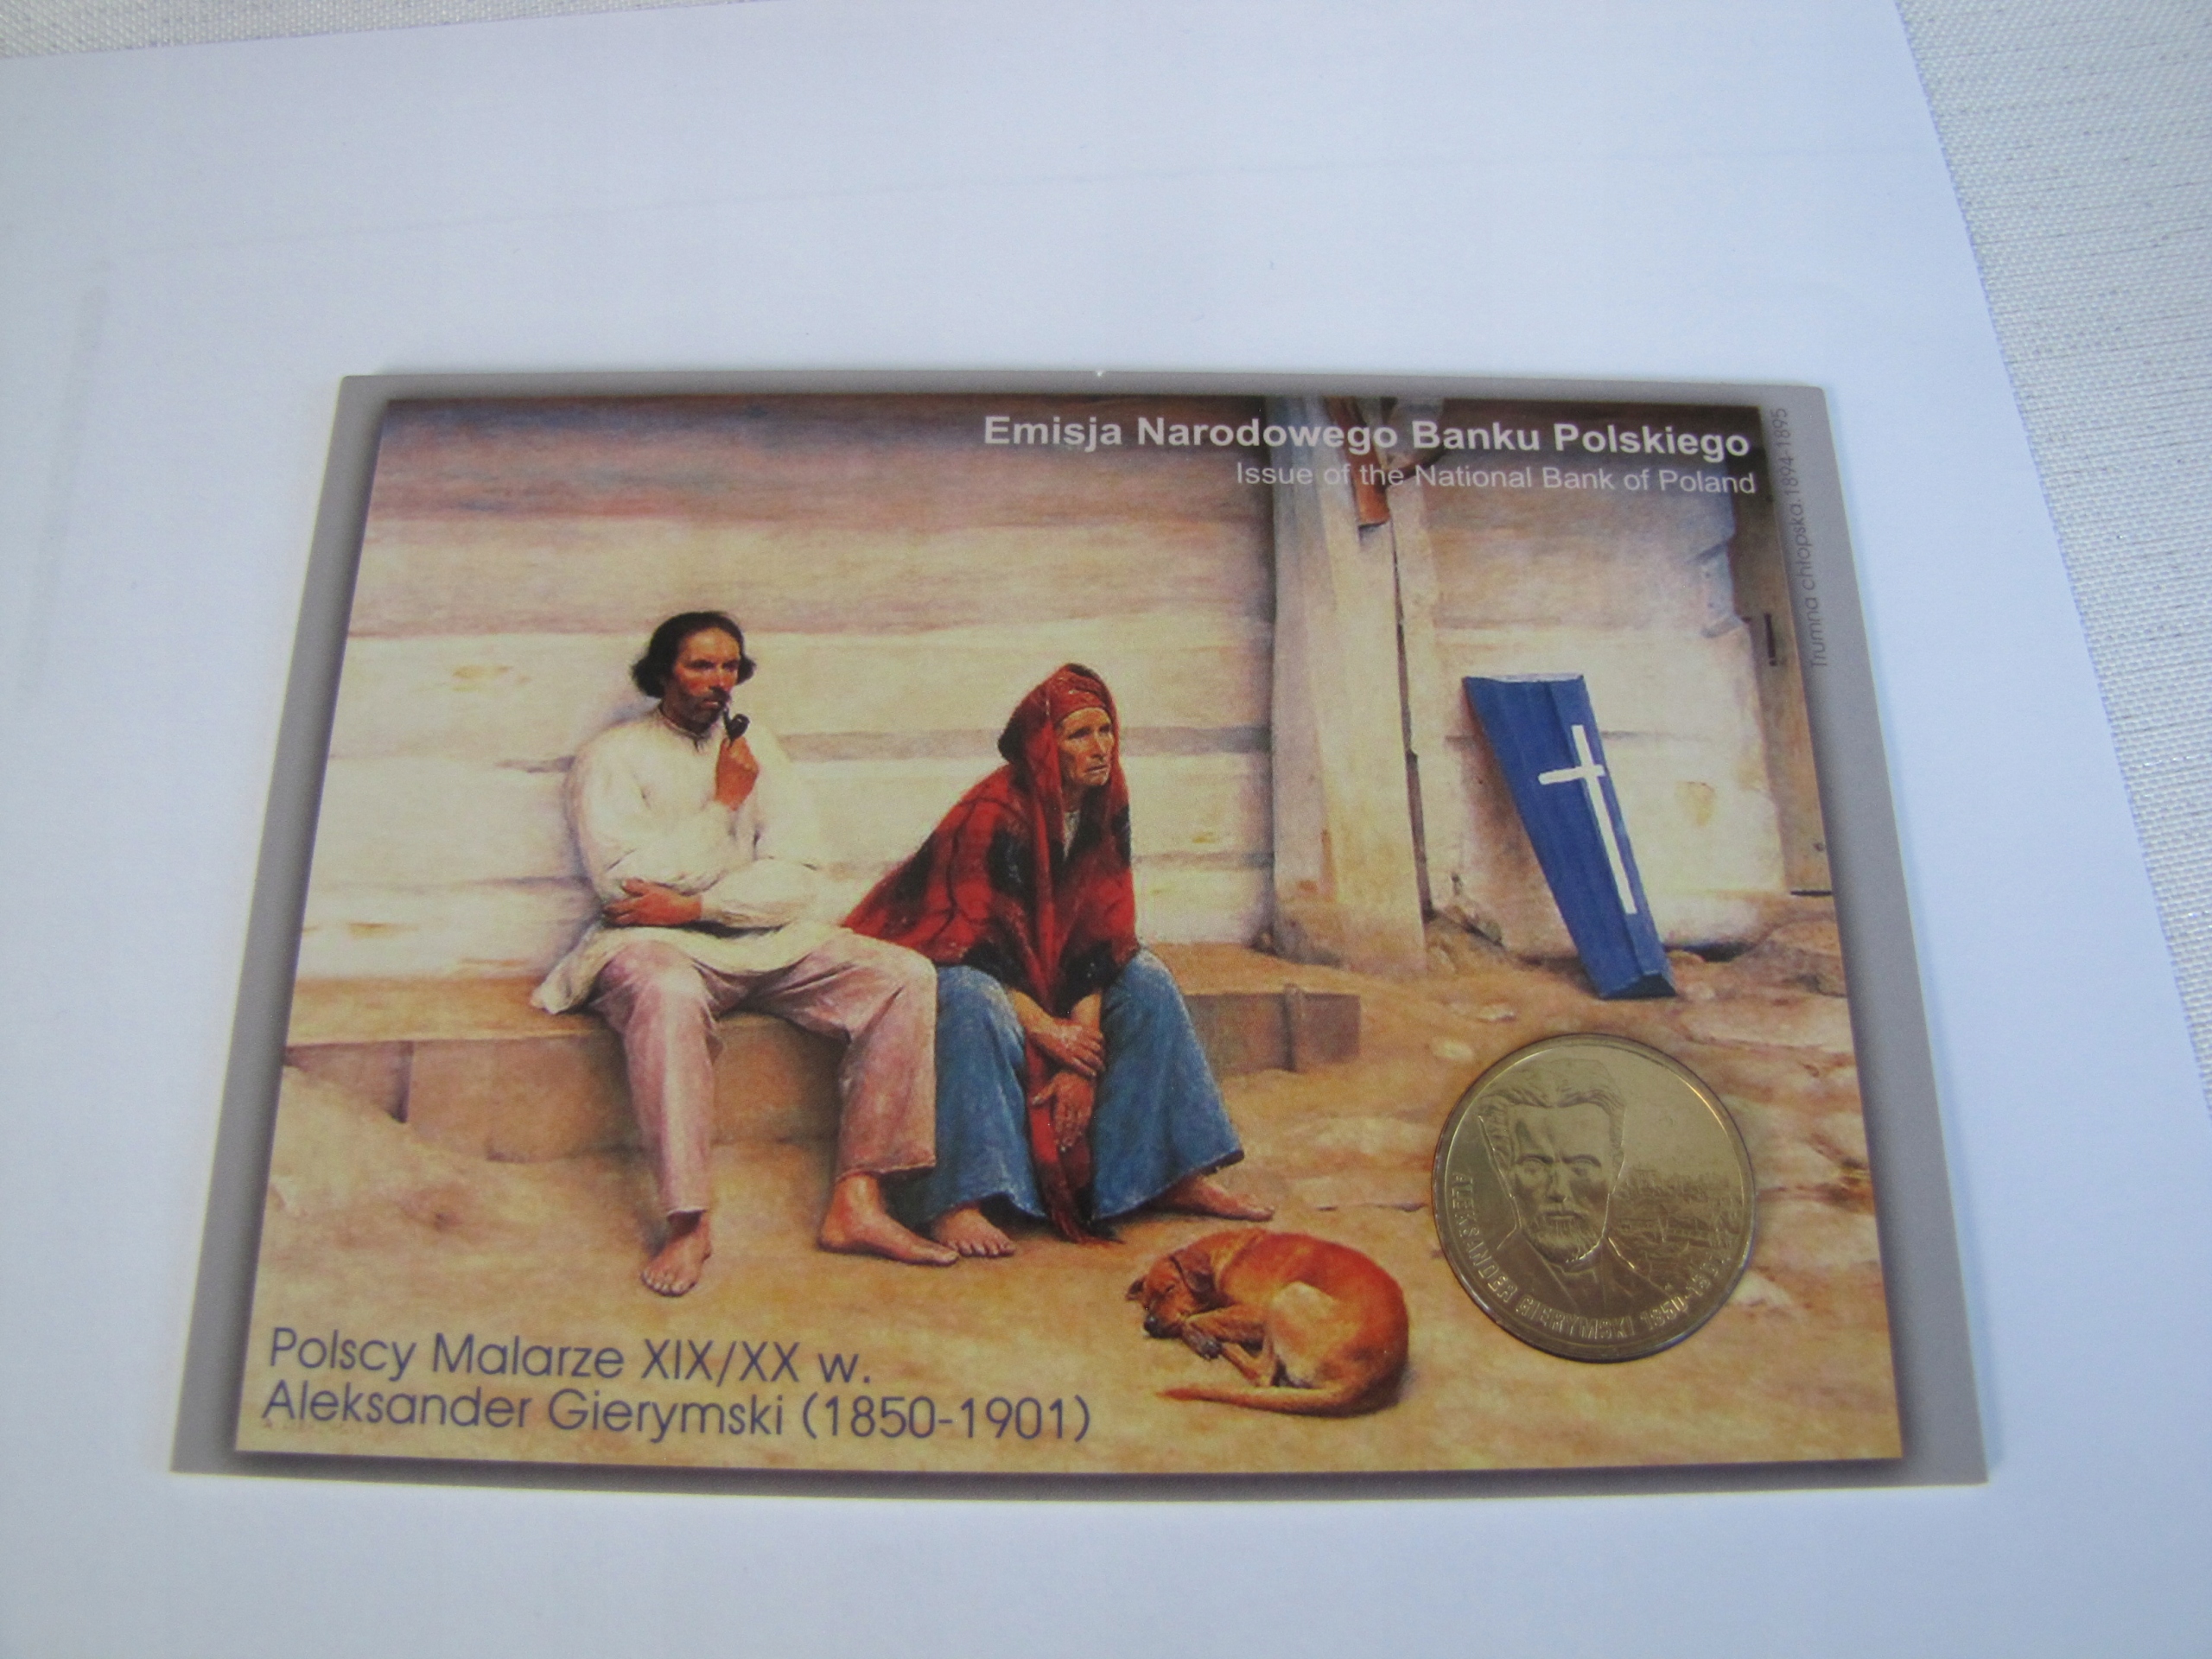 Emisja Narodowego Banku Polskiego
Issue of the National Bank of Poland
Trumna chłopska 1894-1895
Polscy Malarze XIX/XX w.
Aleksander Gierymski (1850-1901)
ALEKSANDER GIERYMSKI 1850-1901